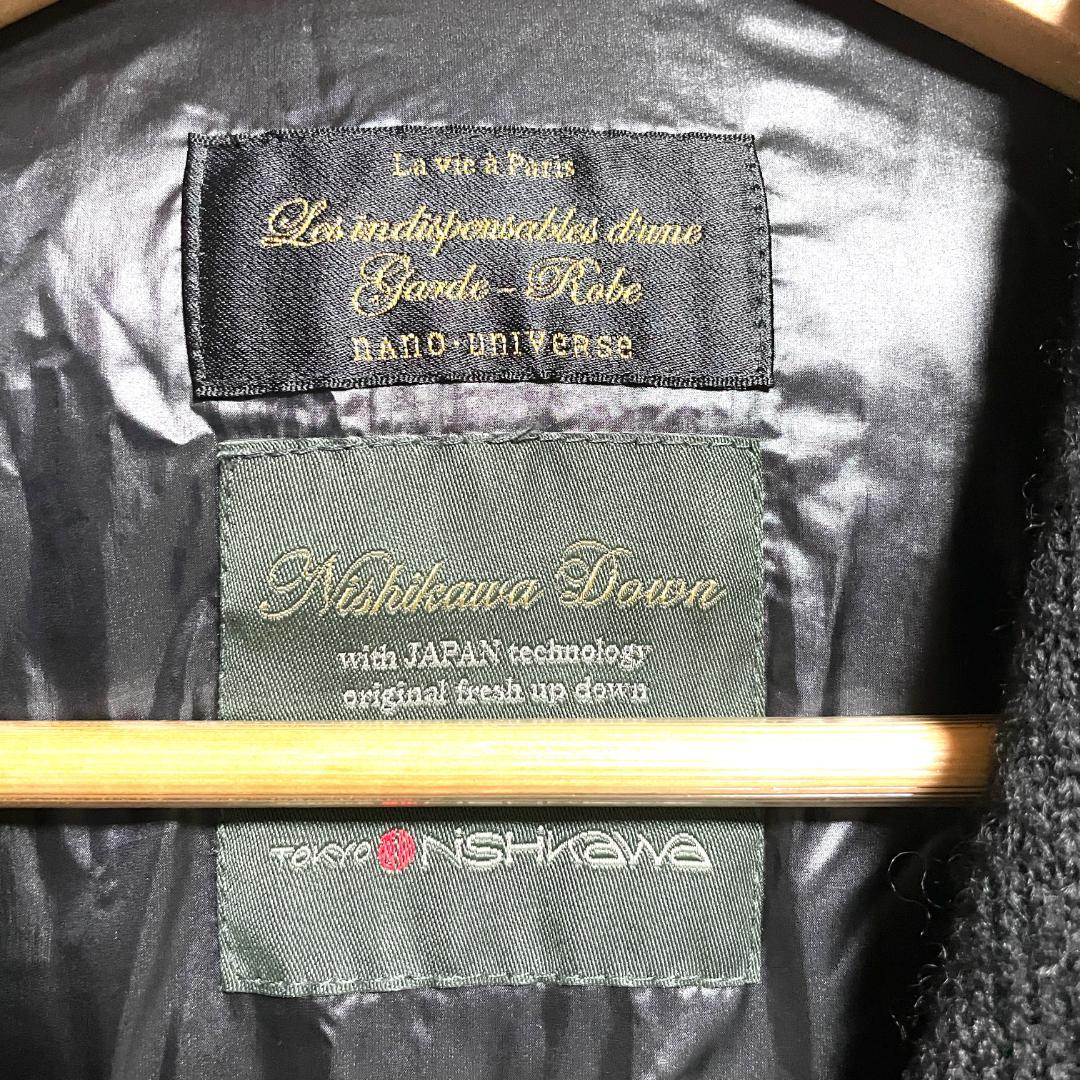 La vie à Paris
Les indispensables d'une
Garde-Robe
nano·universe
Nishikawa Down
with JAPAN technology
original fresh up down
TOKYO NISHIKAWA